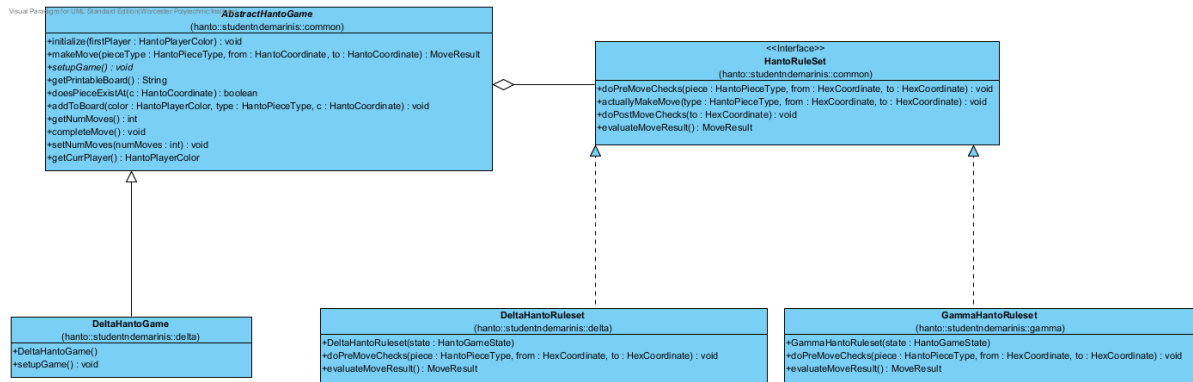 Visual Paradigm for UML Standard Edition(Worcester Polytechnic Institute)
AbstractHantoGame
(hanto::studentndemarinis::common)
+initialize(firstPlayer : HantoPlayerColor) : void
+makeMove(pieceType : HantoPieceType, from : HantoCoordinate, to : HantoCoordinate) : MoveResult
+setupGame() : void
+getPrintableBoard() : String
+doesPieceExistAt(c : HantoCoordinate) : boolean
+addToBoard(color : HantoPlayerColor, type : HantoPieceType, c : HantoCoordinate) : void
+getNumMoves() : int
+completeMove() : void
+setNumMoves(numMoves : int) : void
+getCurrPlayer() : HantoPlayerColor
<<Interface>>
HantoRuleSet
(hanto::studentndemarinis::common)
+doPreMoveChecks(piece : HantoPieceType, from : HexCoordinate, to : HexCoordinate) : void
+actuallyMakeMove(type : HantoPieceType, from : HexCoordinate, to : HexCoordinate) : void
+doPostMoveChecks(to : HexCoordinate) : void
+evaluateMoveResult() : MoveResult
DeltaHantoGame
(hanto::studentndemarinis::delta)
+DeltaHantoGame()
+setupGame() : void
DeltaHantoRuleset
(hanto::studentndemarinis::delta)
+DeltaHantoRuleset(state : HantoGameState)
+doPreMoveChecks(piece : HantoPieceType, from : HexCoordinate, to : HexCoordinate) : void
+evaluateMoveResult() : MoveResult
GammaHantoRuleset
(hanto::studentndemarinis::gamma)
+GammaHantoRuleset(state : HantoGameState)
+doPreMoveChecks(piece : HantoPieceType, from : HexCoordinate, to : HexCoordinate) : void
+evaluateMoveResult() : MoveResult